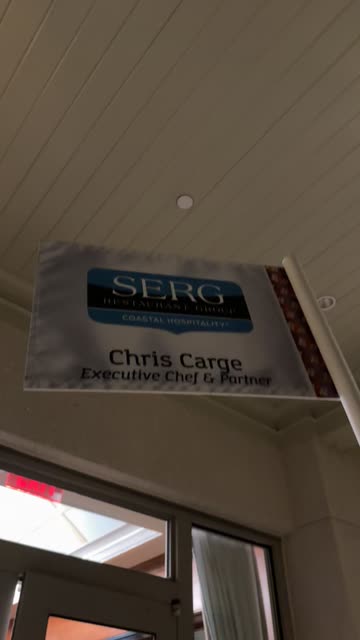 SERG
RESTAURANT GROUP
COASTAL HOSPITALITY
Chris Carge
Executive Chef & Partner